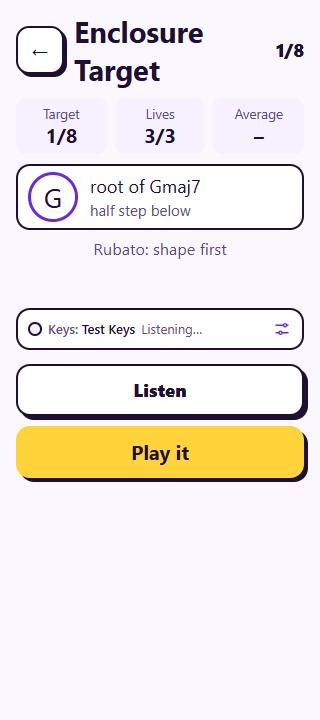 ←
Enclosure
Target
1/8
Target
1/8
Lives
3/3
Average
–
G
root of Gmaj7
half step below
Rubato: shape first
Keys: Test Keys Listening...
Listen
Play it